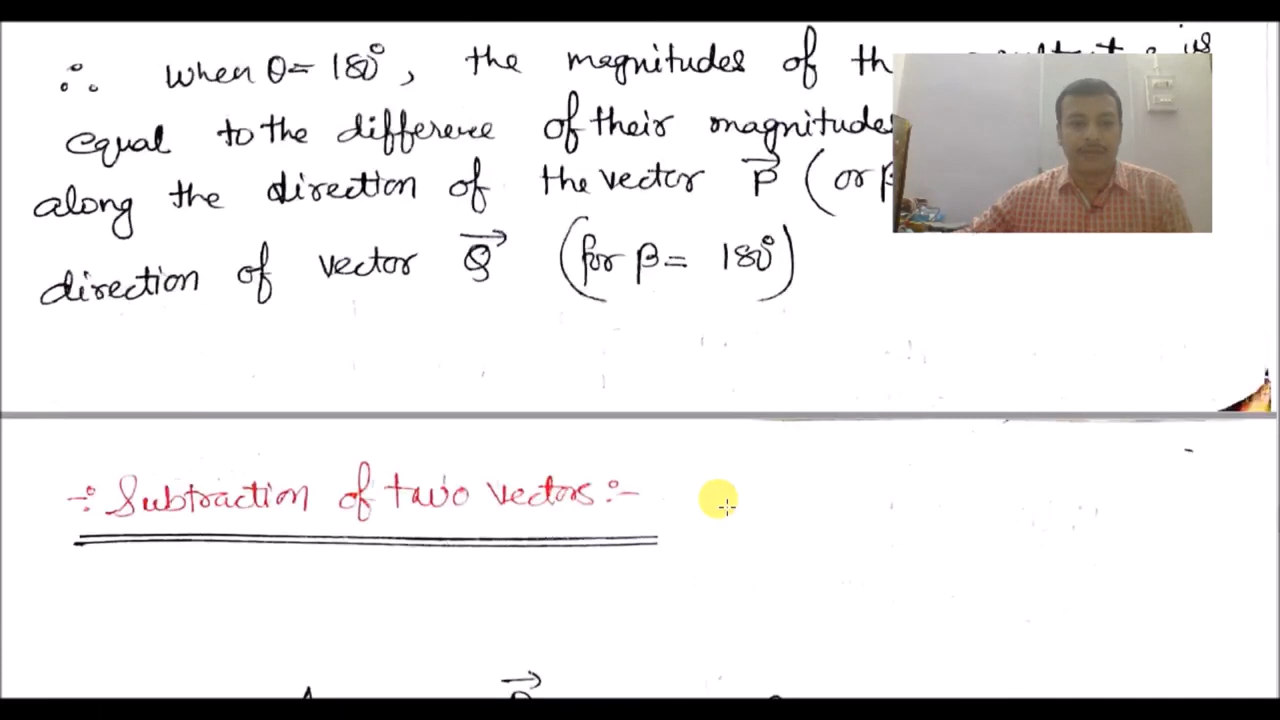 ∴ when θ = 180°, the magnitudes of th is
equal to the difference of their magnitudes
along the direction of the vector P⃗ (or β
direction of vector Q⃗ (for β = 180°)
-: Subtraction of two vectors :-